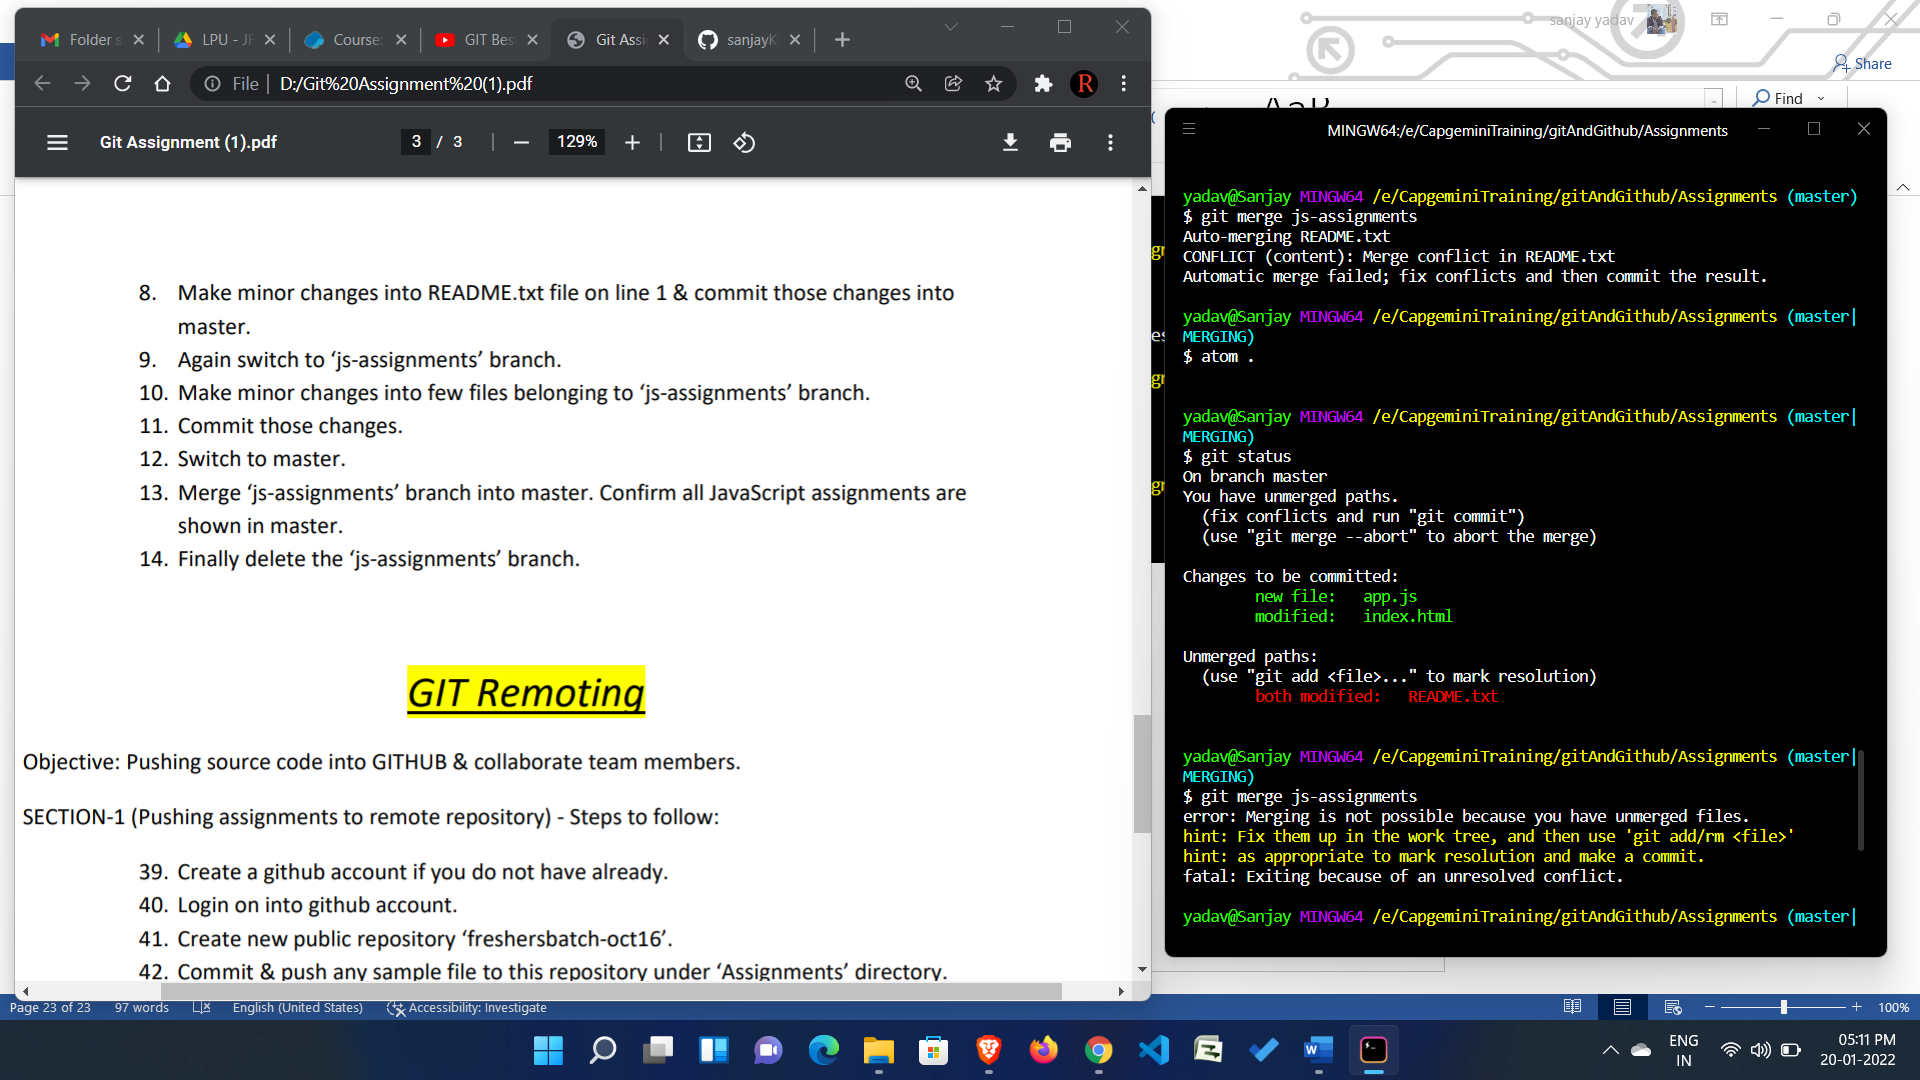 Folder s
LPU - JF
Course:
GIT Bes
Git Assi
sanjayK
sanjay yadav
Share
File
D:/Git%20Assignment%20(1).pdf
R
Find
Git Assignment (1).pdf
3 / 3
129%
8. Make minor changes into README.txt file on line 1 & commit those changes into
master.
9. Again switch to ‘js-assignments’ branch.
10. Make minor changes into few files belonging to ‘js-assignments’ branch.
11. Commit those changes.
12. Switch to master.
13. Merge ‘js-assignments’ branch into master. Confirm all JavaScript assignments are
shown in master.
14. Finally delete the ‘js-assignments’ branch.
GIT Remoting
Objective: Pushing source code into GITHUB & collaborate team members.
SECTION-1 (Pushing assignments to remote repository) - Steps to follow:
39. Create a github account if you do not have already.
40. Login on into github account.
41. Create new public repository ‘freshersbatch-oct16’.
42. Commit & push any sample file to this repository under ‘Assignments’ directory.
MINGW64:/e/CapgeminiTraining/gitAndGithub/Assignments
yadav@Sanjay MINGW64 /e/CapgeminiTraining/gitAndGithub/Assignments (master)
$ git merge js-assignments
Auto-merging README.txt
CONFLICT (content): Merge conflict in README.txt
Automatic merge failed; fix conflicts and then commit the result.
yadav@Sanjay MINGW64 /e/CapgeminiTraining/gitAndGithub/Assignments (master|
MERGING)
$ atom .
yadav@Sanjay MINGW64 /e/CapgeminiTraining/gitAndGithub/Assignments (master|
MERGING)
$ git status
On branch master
You have unmerged paths.
(fix conflicts and run "git commit")
(use "git merge --abort" to abort the merge)
Changes to be committed:
new file: app.js
modified: index.html
Unmerged paths:
(use "git add <file>..." to mark resolution)
both modified: README.txt
yadav@Sanjay MINGW64 /e/CapgeminiTraining/gitAndGithub/Assignments (master|
MERGING)
$ git merge js-assignments
error: Merging is not possible because you have unmerged files.
hint: Fix them up in the work tree, and then use 'git add/rm <file>'
hint: as appropriate to mark resolution and make a commit.
fatal: Exiting because of an unresolved conflict.
yadav@Sanjay MINGW64 /e/CapgeminiTraining/gitAndGithub/Assignments (master|
Page 23 of 23
97 words
English (United States)
Accessibility: Investigate
100%
ENG
IN
05:11 PM
20-01-2022